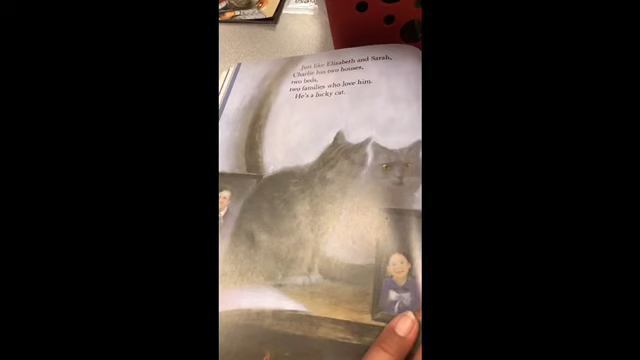 Just like Elizabeth and Sarah,
Charlie has two houses,
two beds,
two families who love him.
He's a lucky cat.